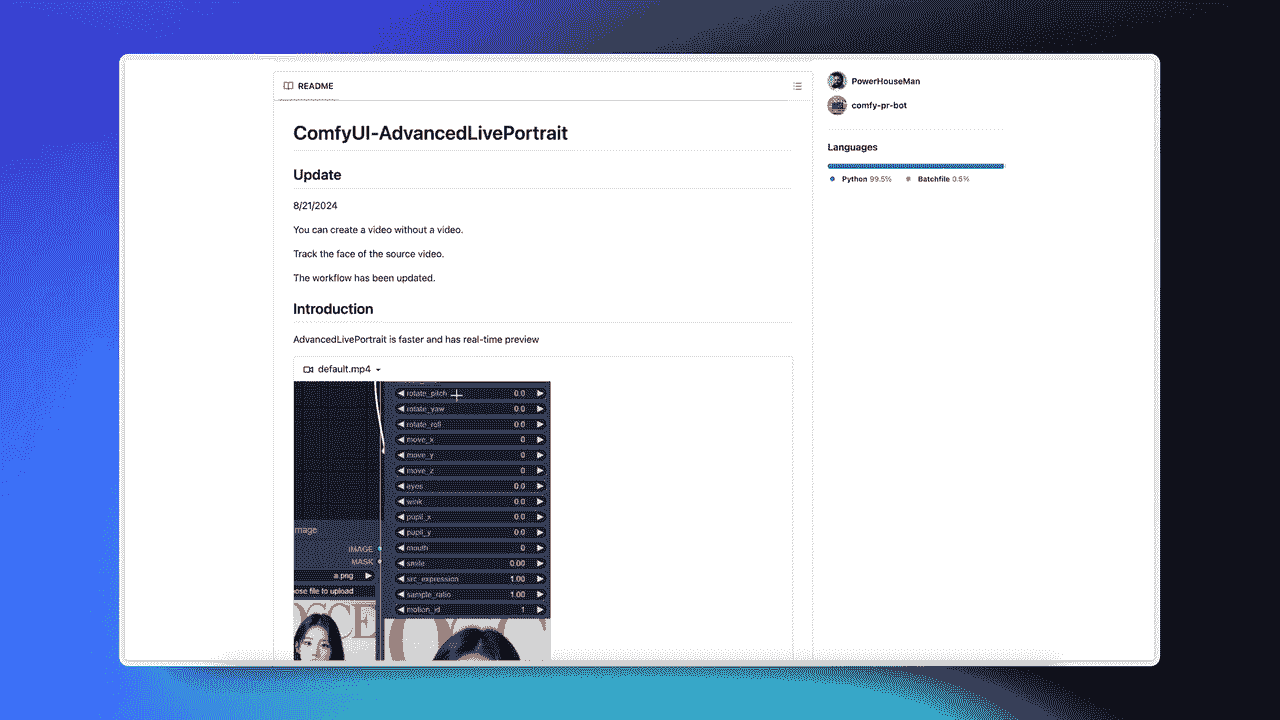 README
ComfyUI-AdvancedLivePortrait
Update
8/21/2024
You can create a video without a video.
Track the face of the source video.
The workflow has been updated.
Introduction
AdvancedLivePortrait is faster and has real-time preview
default.mp4
rotate_pitch 0.0
rotate_yaw 0.0
rotate_roll 0.0
move_x 0
move_y 0
move_z 0
eyes 0.0
wink 0.0
pupil_x 0.0
pupil_y 0.0
mouth 0
smile 0.00
src_expression 1.00
sample_ratio 1.00
motion_id 1
image
IMAGE
MASK
a.png
ose file to upload
PowerHouseMan
comfy-pr-bot
Languages
Python 99.5% Batchfile 0.5%